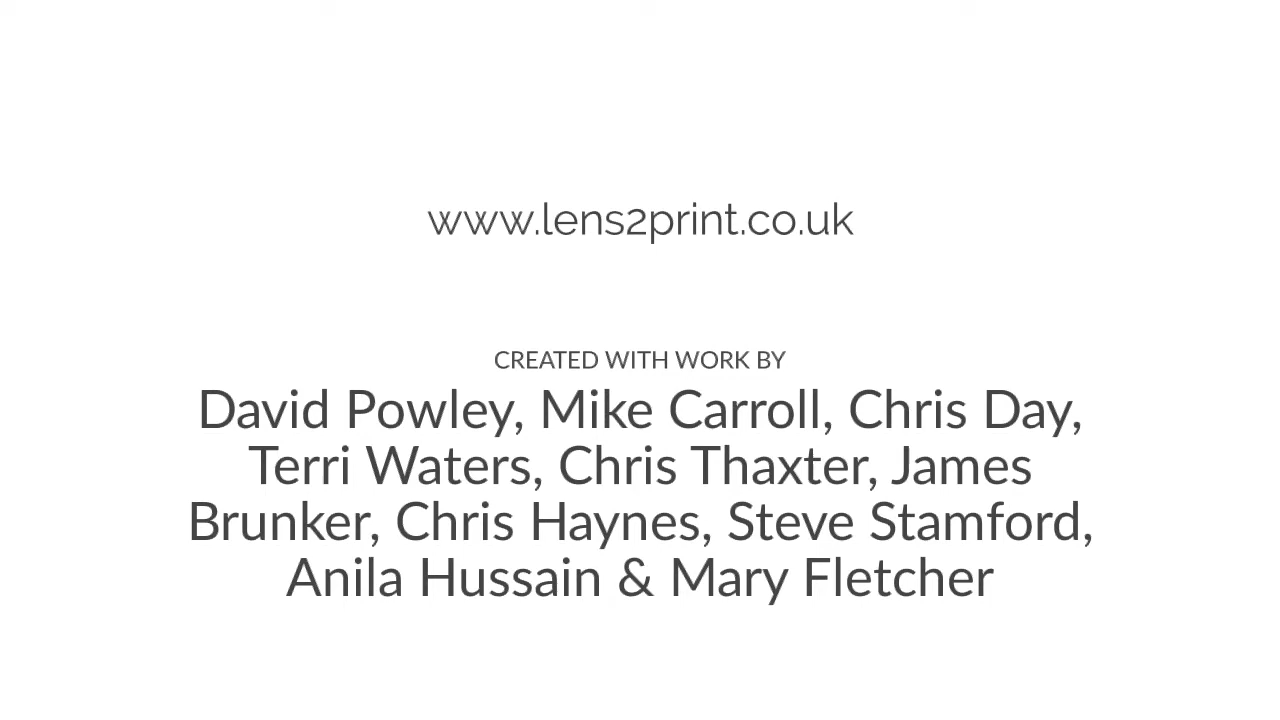 www.lens2print.co.uk
CREATED WITH WORK BY
David Powley, Mike Carroll, Chris Day,
Terri Waters, Chris Thaxter, James
Brunker, Chris Haynes, Steve Stamford,
Anila Hussain & Mary Fletcher